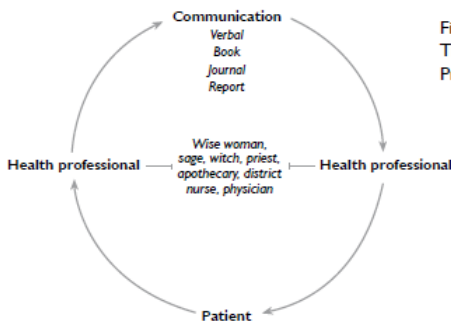 Communication
Verbal
Book
Journal
Report
Wise woman,
sage, witch, priest,
apothecary, district
nurse, physician
Health professional
Health professional
Patient